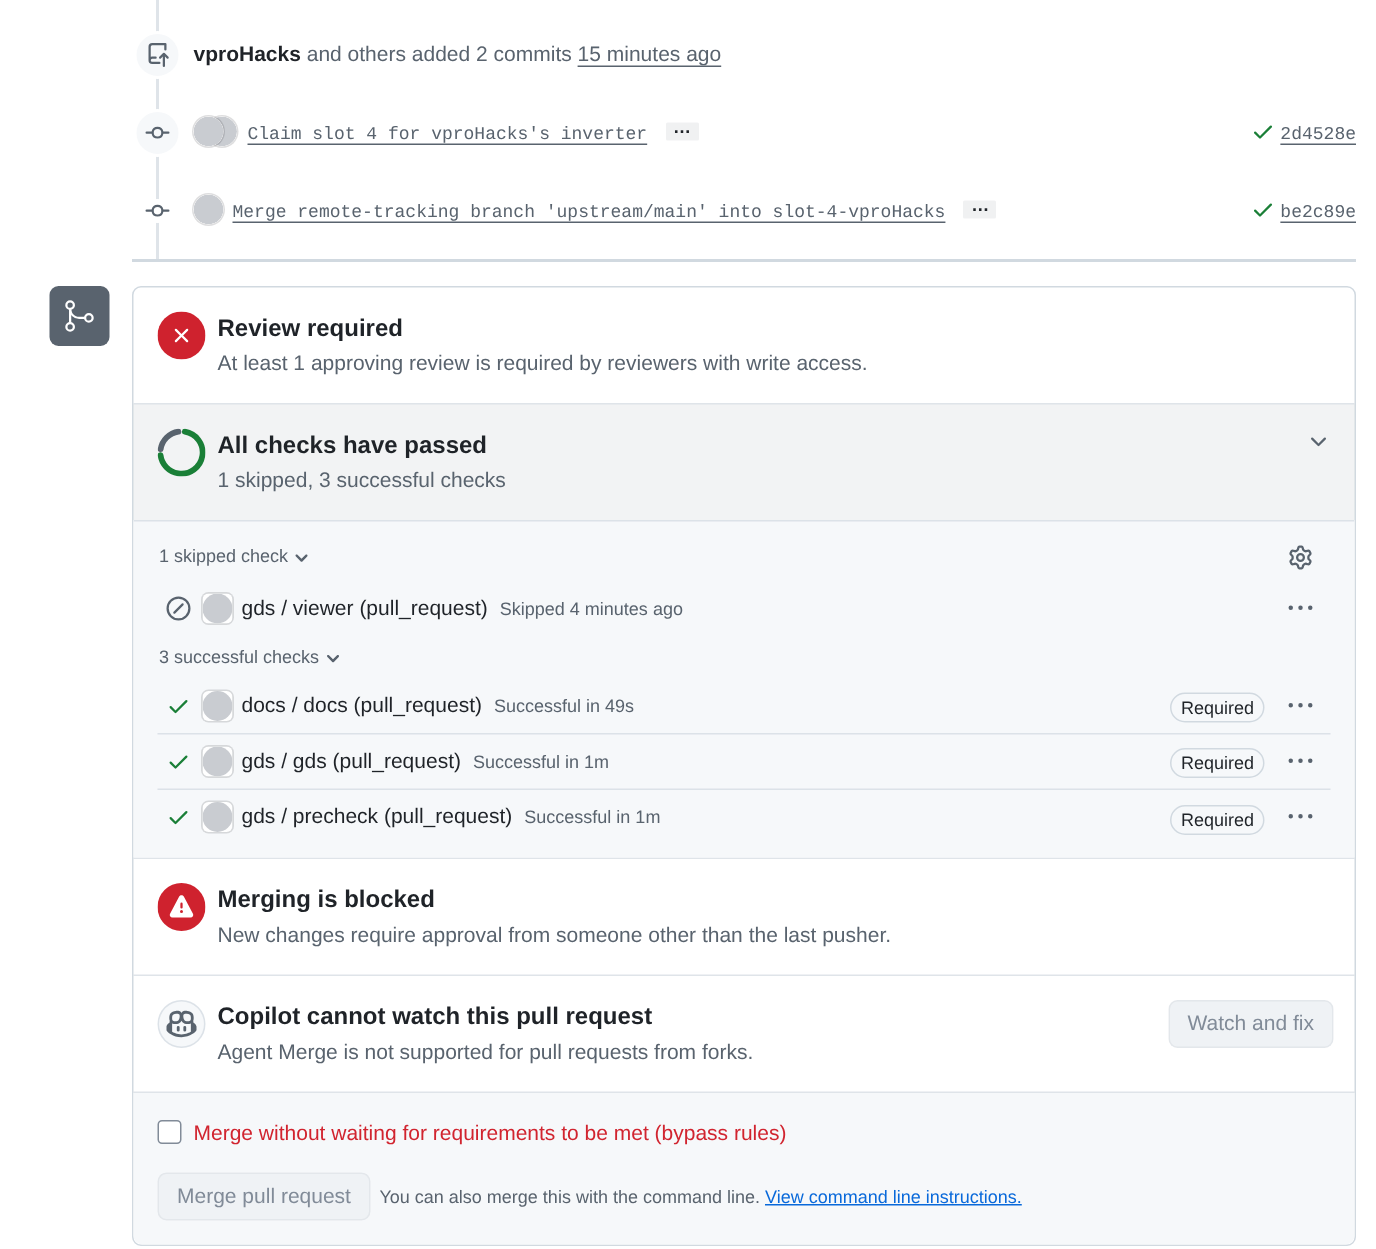 vproHacks and others added 2 commits 15 minutes ago
Claim slot 4 for vproHacks's inverter ...
2d4528e
Merge remote-tracking branch 'upstream/main' into slot-4-vproHacks ...
be2c89e
Review required
At least 1 approving review is required by reviewers with write access.
All checks have passed
1 skipped, 3 successful checks
1 skipped check
gds / viewer (pull_request) Skipped 4 minutes ago
3 successful checks
docs / docs (pull_request) Successful in 49s
Required
gds / gds (pull_request) Successful in 1m
Required
gds / precheck (pull_request) Successful in 1m
Required
Merging is blocked
New changes require approval from someone other than the last pusher.
Copilot cannot watch this pull request
Agent Merge is not supported for pull requests from forks.
Watch and fix
Merge without waiting for requirements to be met (bypass rules)
Merge pull request
You can also merge this with the command line. View command line instructions.